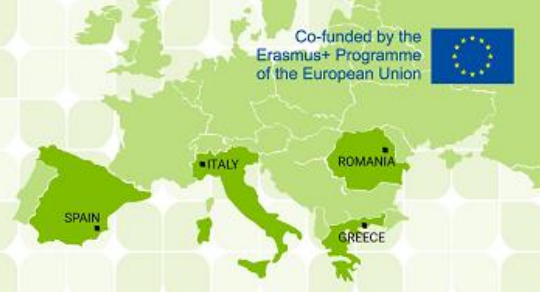 Co-funded by the
Erasmus+ Programme
of the European Union
ITALY
ROMANIA
SPAIN
GREECE